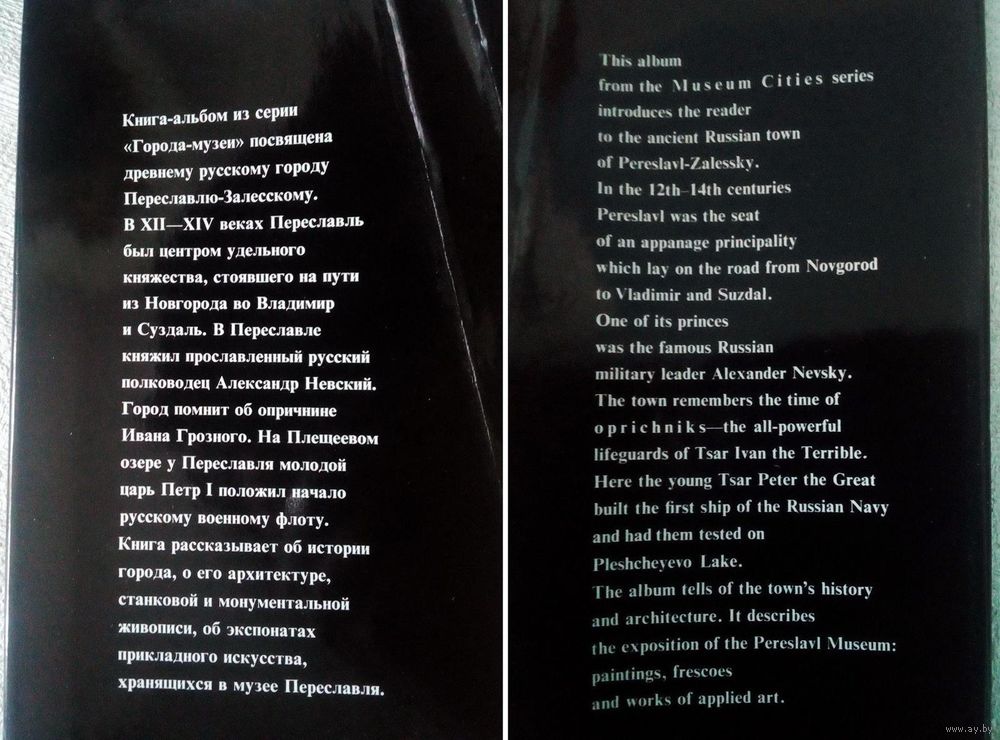 Книга-альбом из серии
«Города-музеи» посвящена
древнему русскому городу
Переславлю-Залесскому.
В XII—XIV веках Переславль
был центром удельного
княжества, стоявшего на пути
из Новгорода во Владимир
и Суздаль. В Переславле
княжил прославленный русский
полководец Александр Невский.
Город помнит об опричнине
Ивана Грозного. На Плещеевом
озере у Переславля молодой
царь Петр I положил начало
русскому военному флоту.
Книга рассказывает об истории
города, о его архитектуре,
станковой и монументальной
живописи, об экспонатах
прикладного искусства,
хранящихся в музее Переславля.
This album
from the Museum Cities series
introduces the reader
to the ancient Russian town
of Pereslavl-Zalessky.
In the 12th–14th centuries
Pereslavl was the seat
of an appanage principality
which lay on the road from Novgorod
to Vladimir and Suzdal.
One of its princes
was the famous Russian
military leader Alexander Nevsky.
The town remembers the time of
oprichniks—the all-powerful
lifeguards of Tsar Ivan the Terrible.
Here the young Tsar Peter the Great
built the first ship of the Russian Navy
and had them tested on
Pleshcheyevo Lake.
The album tells of the town's history
and architecture. It describes
the exposition of the Pereslavl Museum:
paintings, frescoes
and works of applied art.
www.ay.by